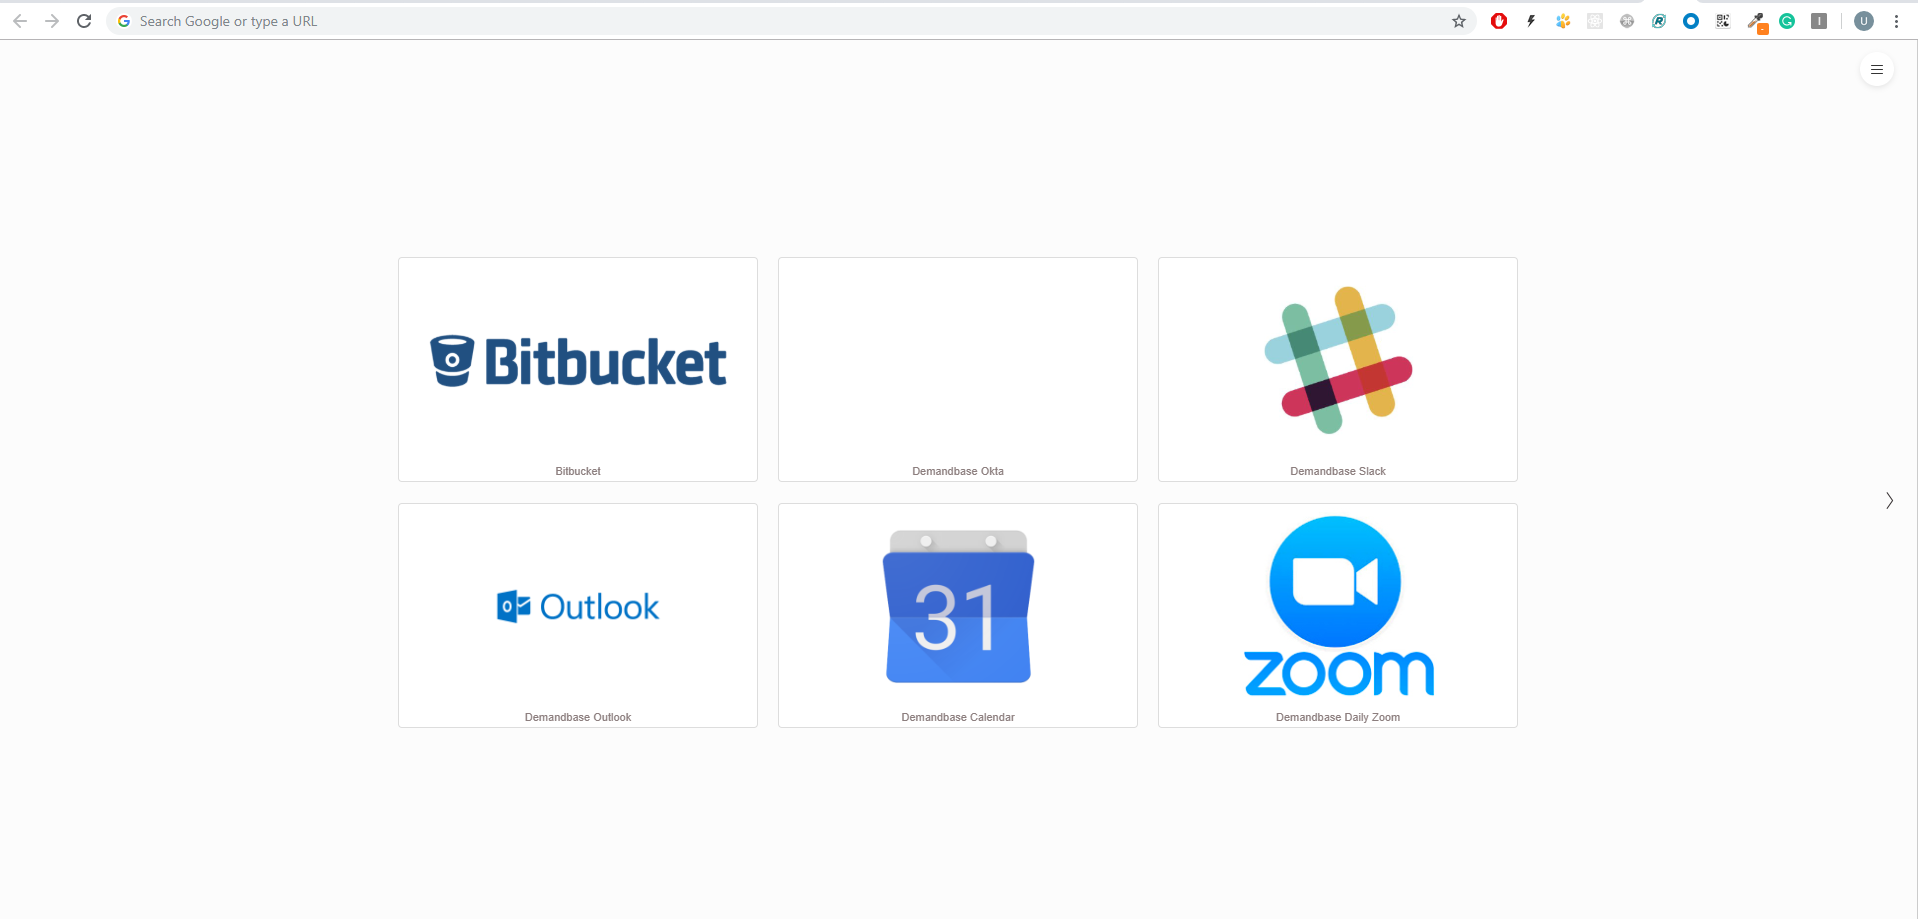 Search Google or type a URL
U
Bitbucket
Bitbucket
Demandbase Okta
Demandbase Slack
Outlook
31
zoom
Demandbase Outlook
Demandbase Calendar
Demandbase Daily Zoom